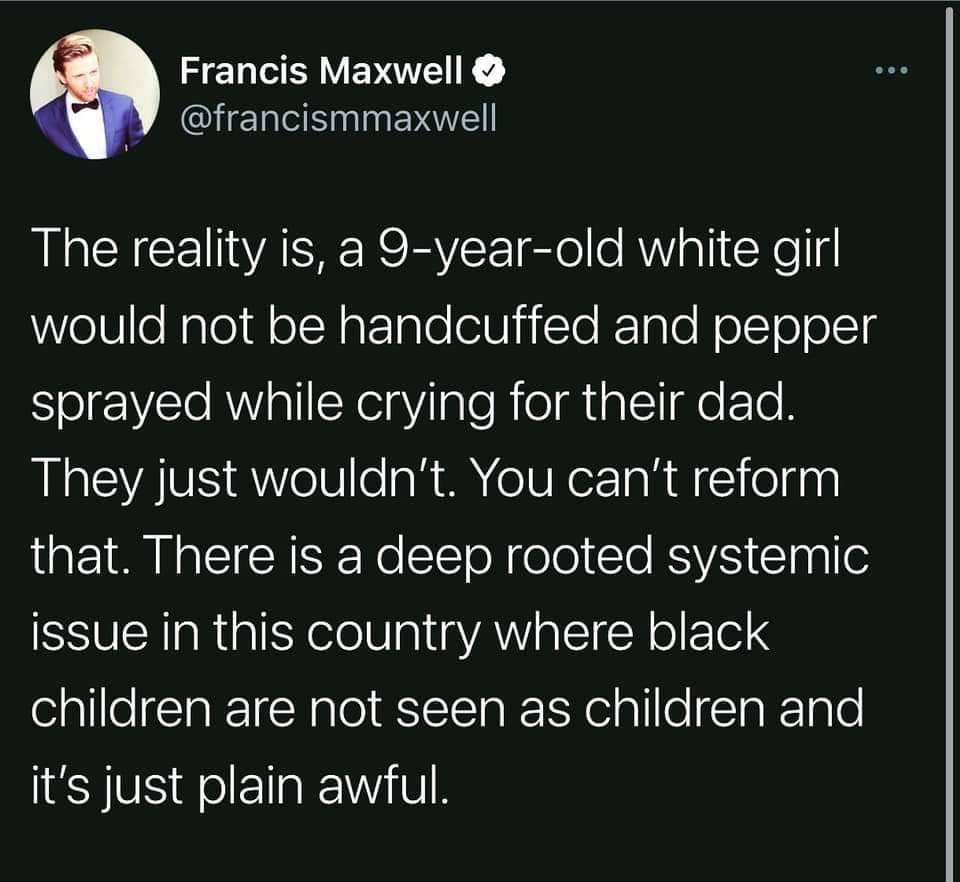 Francis Maxwell
@francismmaxwell
The reality is, a 9-year-old white girl
would not be handcuffed and pepper
sprayed while crying for their dad.
They just wouldn't. You can't reform
that. There is a deep rooted systemic
issue in this country where black
children are not seen as children and
it's just plain awful.